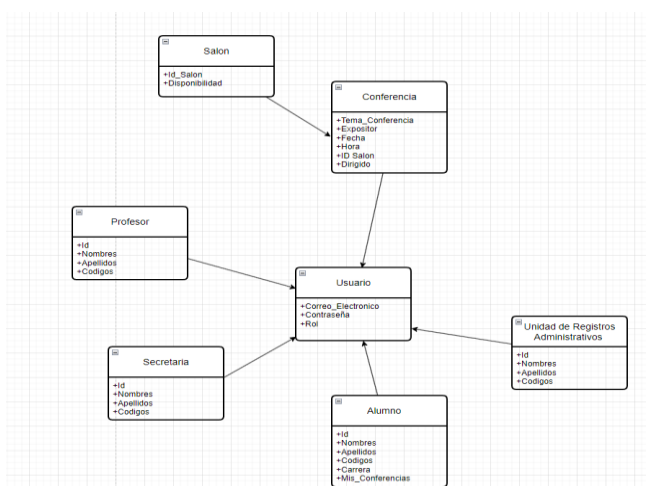 Salon
+Id_Salon
+Disponibilidad
Conferencia
+Tema_Conferencia
+Expositor
+Fecha
+Hora
+ID Salon
+Dirigido
Profesor
+Id
+Nombres
+Apellidos
+Codigos
Usuario
+Correo_Electronico
+Contraseña
+Rol
Unidad de Registros
Administrativos
+Id
+Nombres
+Apellidos
+Codigos
Secretaria
+Id
+Nombres
+Apellidos
+Codigos
Alumno
+Id
+Nombres
+Apellidos
+Codigos
+Carrera
+Mis_Conferencias